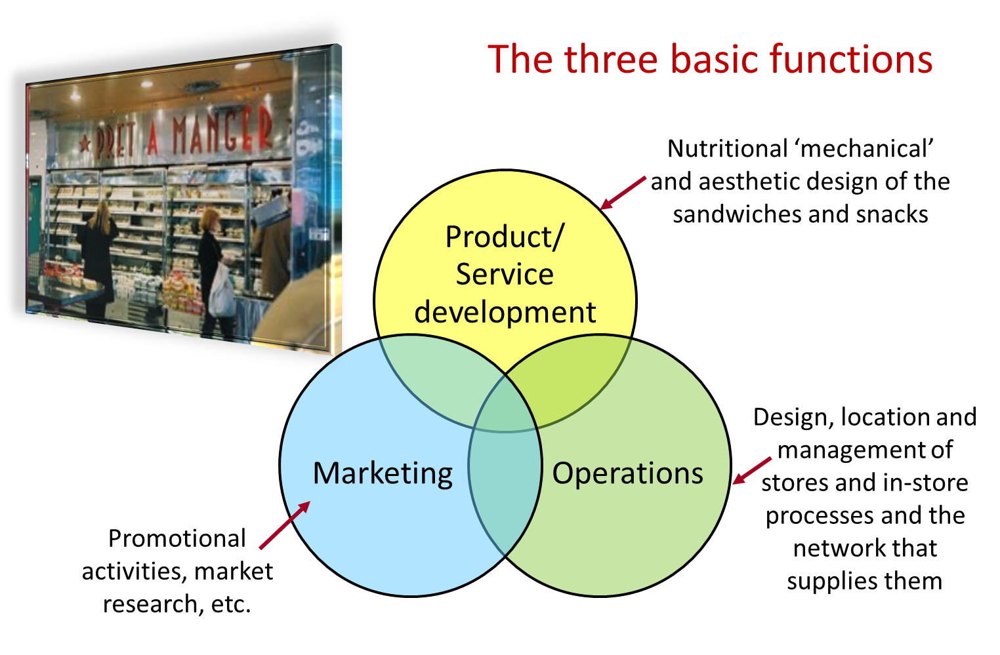 The three basic functions
PRET A MANGER
Nutritional ‘mechanical’
and aesthetic design of the
sandwiches and snacks
Product/
Service
development
Design, location and
management of
stores and in-store
processes and the
network that
supplies them
Marketing
Operations
Promotional
activities, market
research, etc.